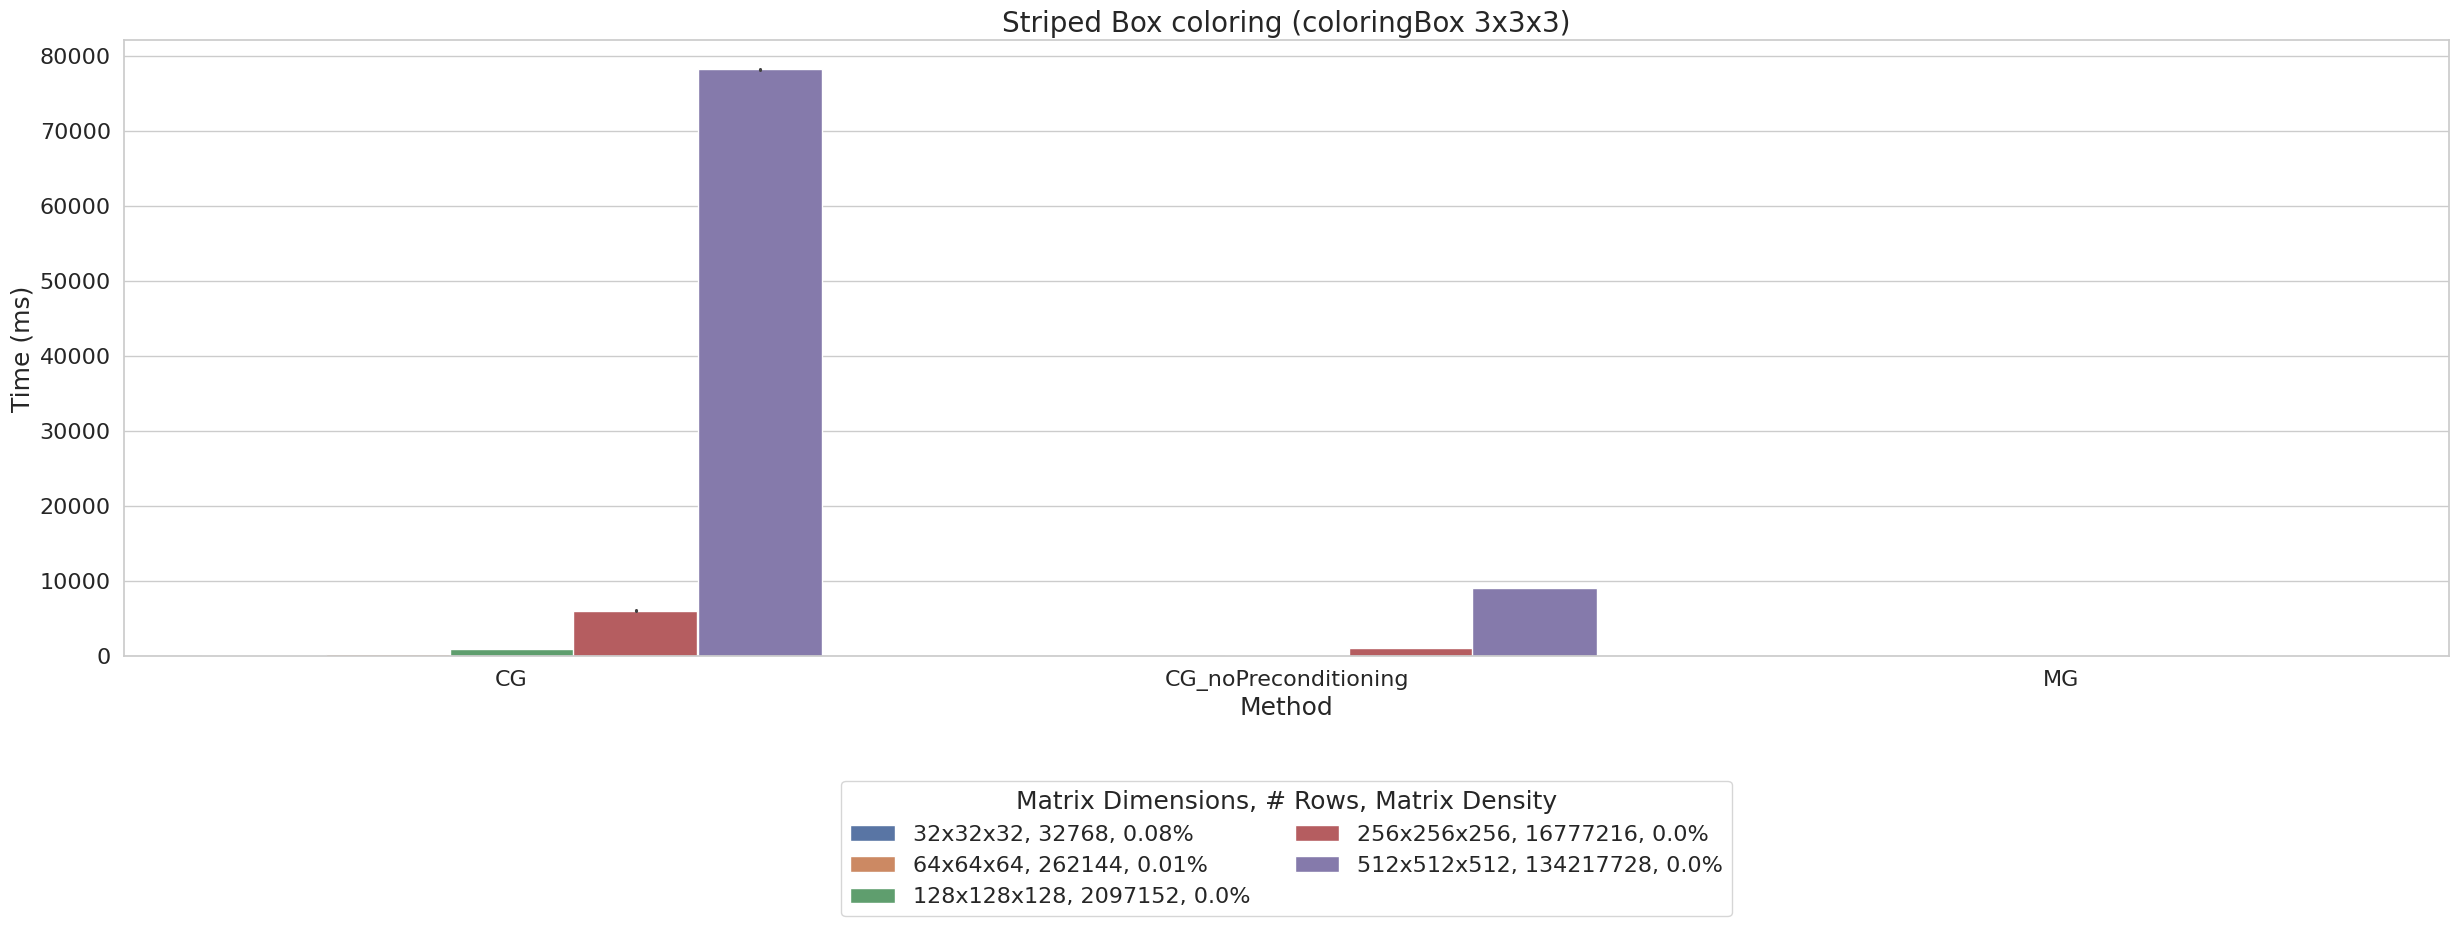 Striped Box coloring (coloringBox 3x3x3)
Time (ms)
80000
70000
60000
50000
40000
30000
20000
10000
0
CG
CG_noPreconditioning
MG
Method
Matrix Dimensions, # Rows, Matrix Density
32x32x32, 32768, 0.08%
64x64x64, 262144, 0.01%
128x128x128, 2097152, 0.0%
256x256x256, 16777216, 0.0%
512x512x512, 134217728, 0.0%